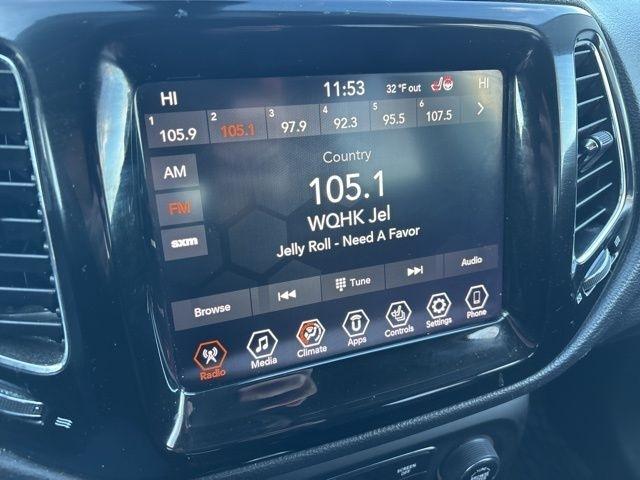 HI 11:53 32 °F out HI
1 105.9 2 105.1 3 97.9 4 92.3 5 95.5 6 107.5
Country
AM
105.1
FM
WQHK Jel
sxm
Jelly Roll - Need A Favor
Browse Tune Audio
Radio Media Climate Apps Controls Settings Phone
SCREEN OFF